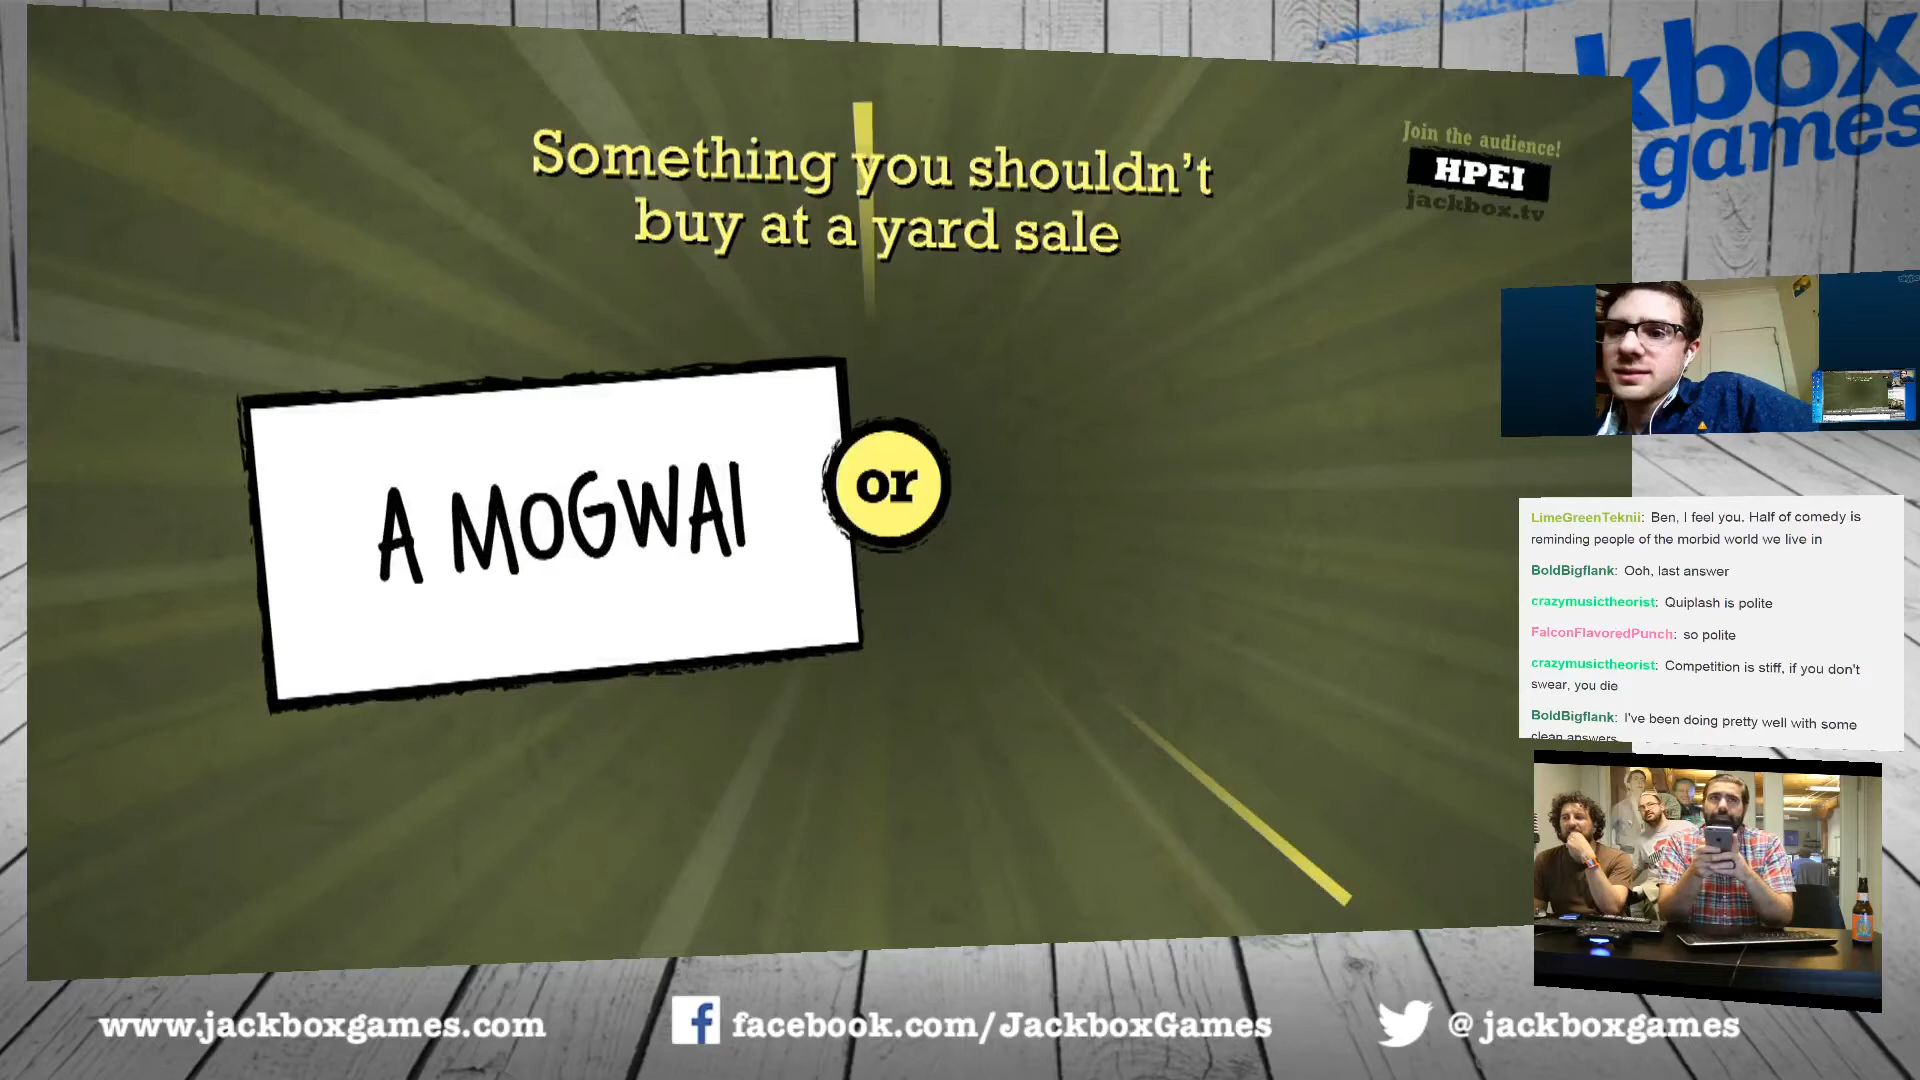 Something you shouldn't
buy at a yard sale
Join the audience!
HPEI
jackbox.tv
kbox
games
A MOGWAI
or
LimeGreenTeknii: Ben, I feel you. Half of comedy is
reminding people of the morbid world we live in
BoldBigflank: Ooh, last answer
crazymusictheorist: Quiplash is polite
FalconFlavoredPunch: so polite
crazymusictheorist: Competition is stiff, if you don't
swear, you die
BoldBigflank: I've been doing pretty well with some
clean answers
www.jackboxgames.com
facebook.com/JackboxGames
@jackboxgames